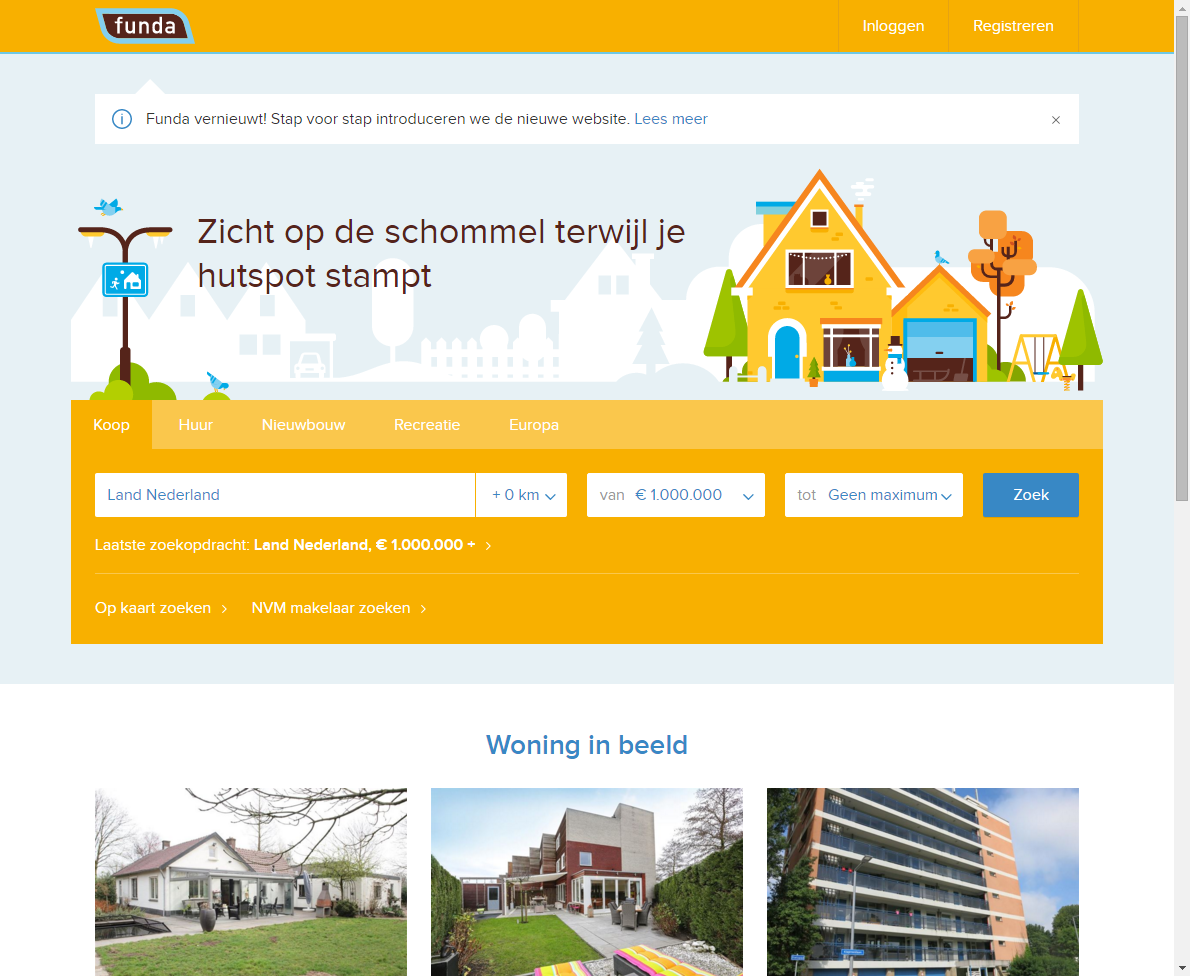 funda
Inloggen
Registreren
Funda vernieuwt! Stap voor stap introduceren we de nieuwe website. Lees meer
Zicht op de schommel terwijl je
hutspot stampt
Koop
Huur
Nieuwbouw
Recreatie
Europa
Land Nederland
+ 0 km
van € 1.000.000
tot Geen maximum
Zoek
Laatste zoekopdracht: Land Nederland, € 1.000.000 +
Op kaart zoeken
NVM makelaar zoeken
Woning in beeld